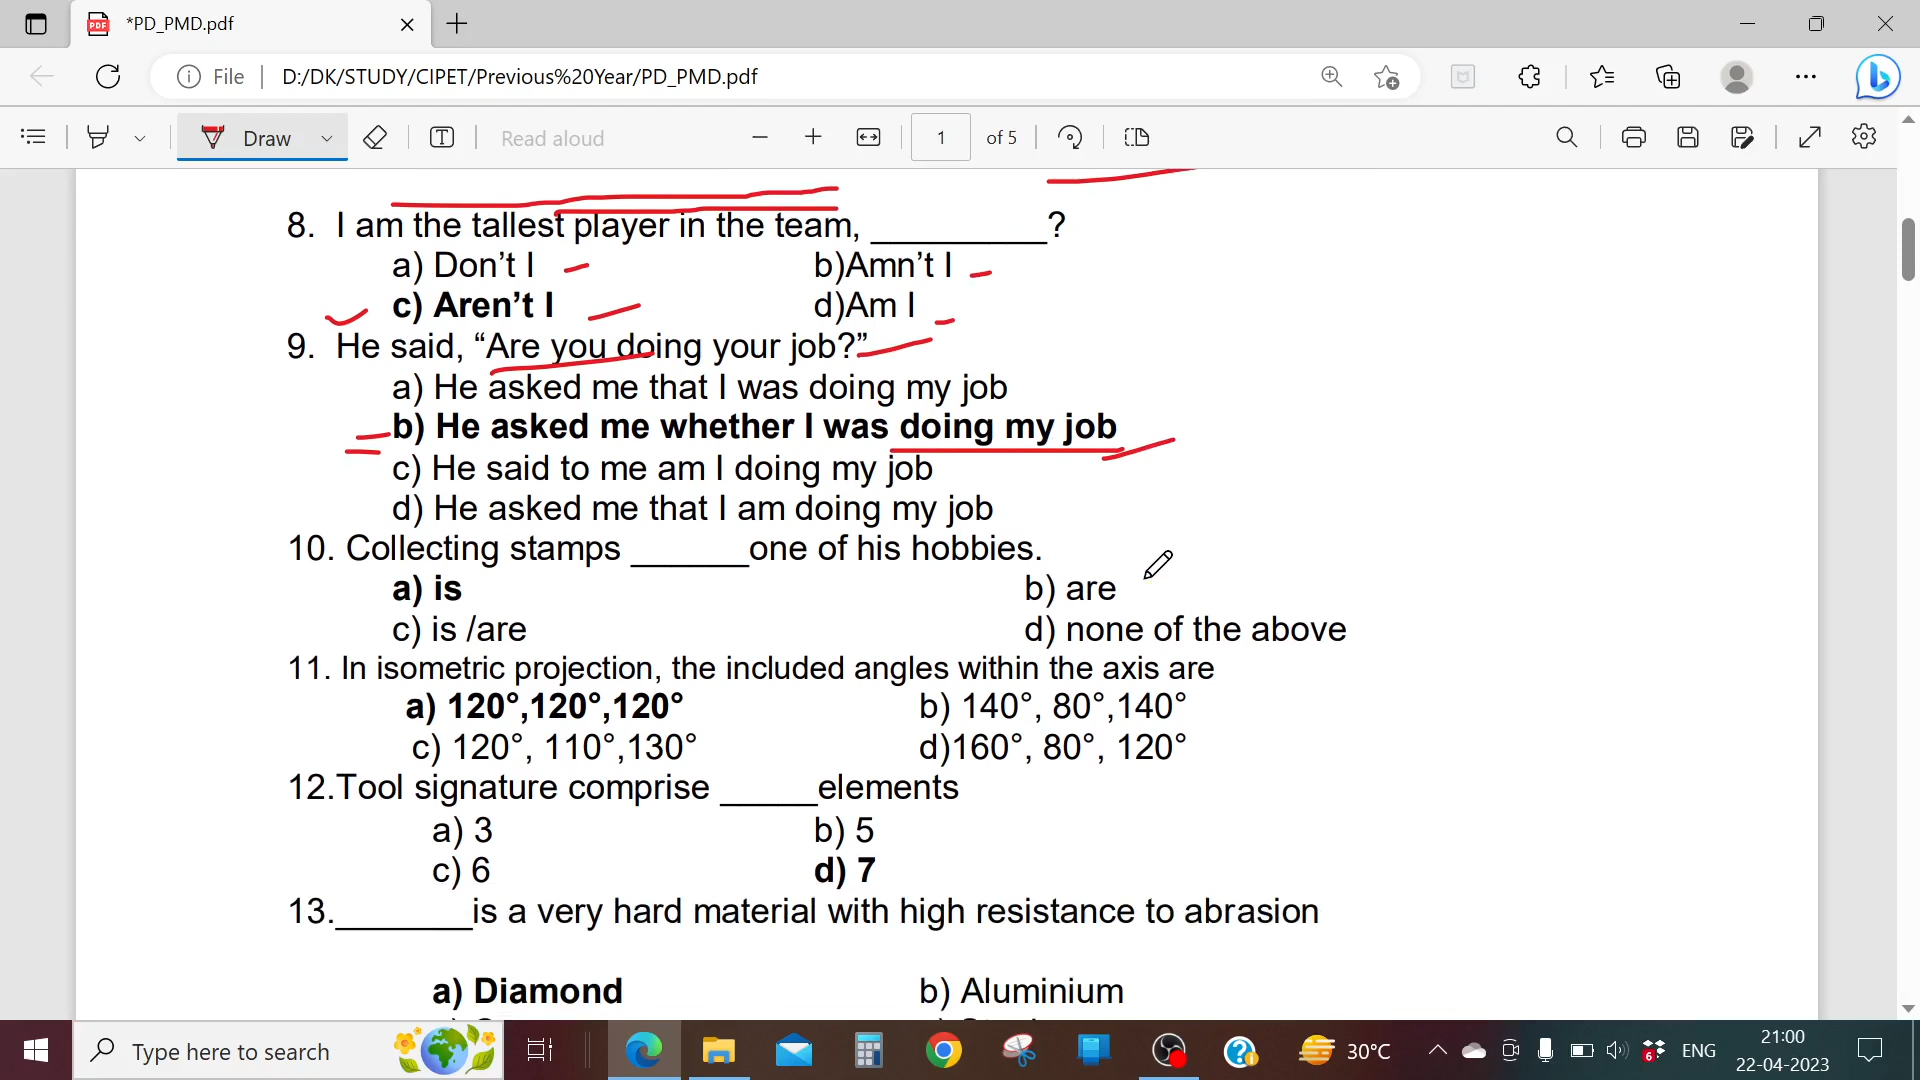 *PD_PMD.pdf
File
D:/DK/STUDY/CIPET/Previous%20Year/PD_PMD.pdf
Draw
Read aloud
1 of 5
8. I am the tallest player in the team, _________?
a) Don’t I b)Amn’t I
c) Aren’t I d)Am I
9. He said, “Are you doing your job?”
a) He asked me that I was doing my job
b) He asked me whether I was doing my job
c) He said to me am I doing my job
d) He asked me that I am doing my job
10. Collecting stamps ______one of his hobbies.
a) is b) are
c) is /are d) none of the above
11. In isometric projection, the included angles within the axis are
a) 120°,120°,120° b) 140°, 80°,140°
c) 120°, 110°,130° d)160°, 80°, 120°
12.Tool signature comprise _____elements
a) 3 b) 5
c) 6 d) 7
13._______is a very hard material with high resistance to abrasion
a) Diamond b) Aluminium
Type here to search
30°C
6
ENG
21:00
22-04-2023